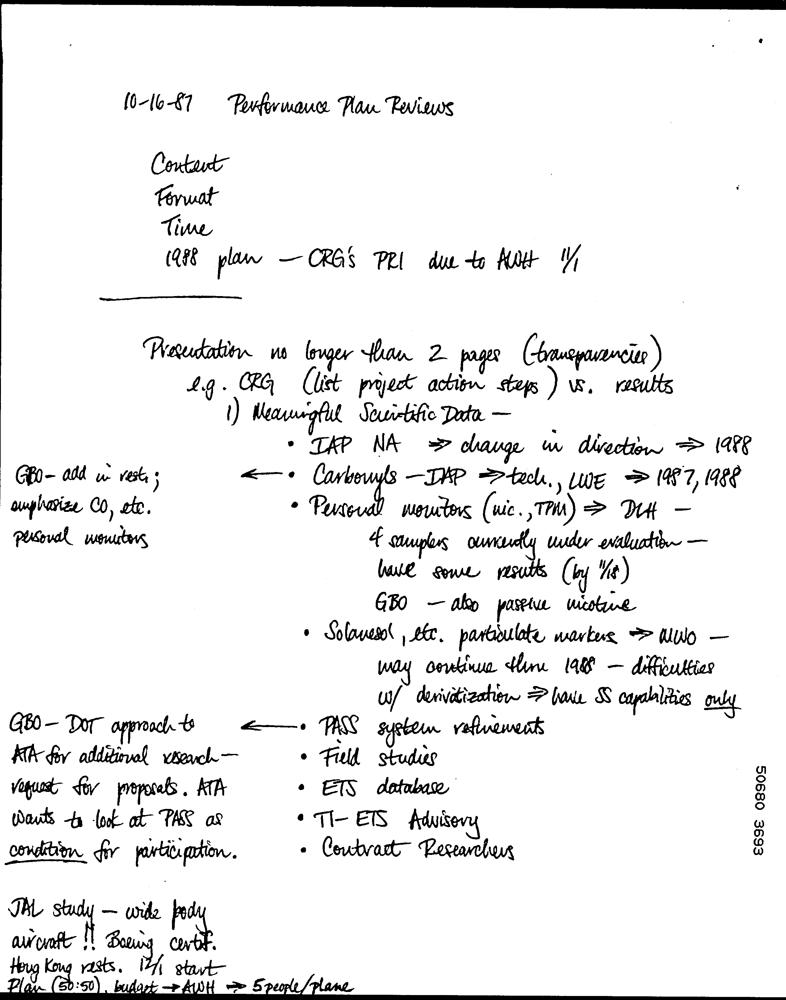 10-16-87 Performance Plan Reviews
Content
Format
Time
1988 plan — CRG's PRI due to AWH 11/1
Presentation no longer than 2 pages (transparencies)
e.g. CRG (list project action steps) vs. results
1) Meaningful Scientific Data —
• IAP NA ⇒ change in direction ⇒ 1988
GBO - add in rests; ← • Carbonyls - IAP ⇒ tech., LWE ⇒ 1987, 1988
emphasize CO, etc. • Personal monitors (nic., TPM) ⇒ DLH —
personal monitors 4 samplers currently under evaluation —
have some results (by 11/18)
GBO - also passive nicotine
• Solanesol, etc. particulate markers ⇒ MWO —
may continue thru 1988 — difficulties
w/ derivitization ⇒ have SS capabilities only
GBO - DOT approach to ← • PASS system refinements
ATA for additional research — • Field studies
request for proposals. ATA • ETS database
wants to look at PASS as • TI- ETS Advisory
condition for participation. • Contract Researchers
JAL study - wide body
aircraft !! Boeing certif.
Hong Kong rests. 12/1 start
Plan (50:50), budget → AWH ⇒ 5 people/plane
50680 3693